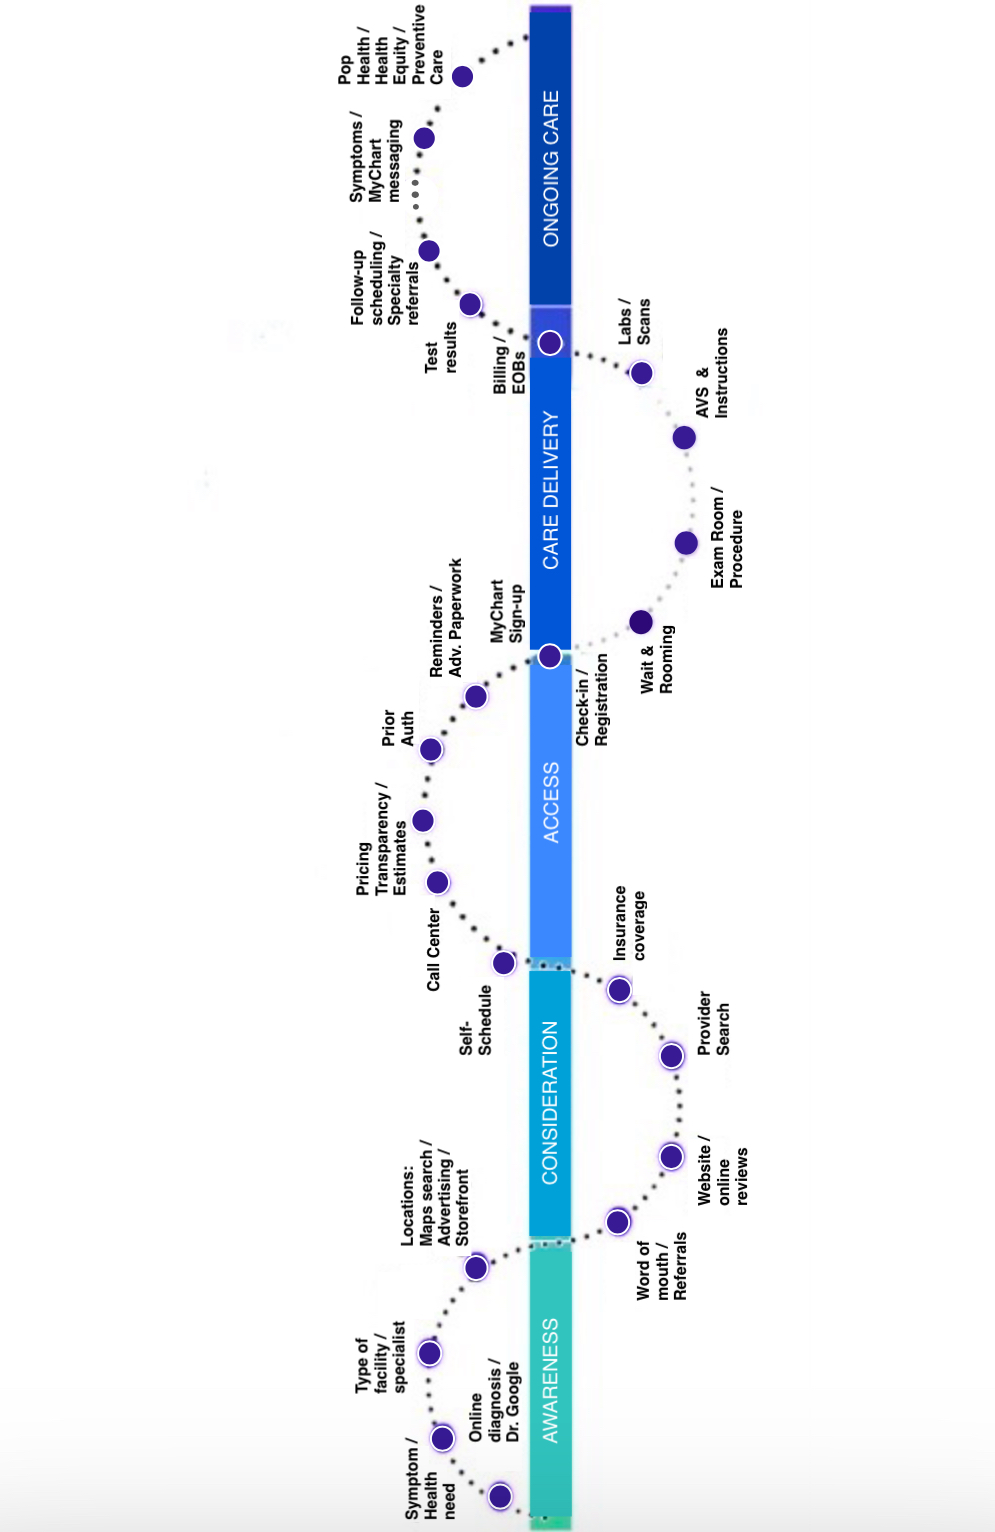 Symptom /
Health
need
Online
diagnosis /
Dr. Google
Type of
facility /
specialist
Locations:
Maps search /
Advertising /
Storefront
AWARENESS
Word of
mouth /
Referrals
Website /
online
reviews
Provider
Search
Insurance
coverage
CONSIDERATION
Self-
Schedule
Call Center
Pricing
Transparency /
Estimates
Prior
Auth
Reminders /
Adv. Paperwork
MyChart
Sign-up
ACCESS
Check-in /
Registration
Wait &
Rooming
Exam Room /
Procedure
AVS &
Instructions
Labs /
Scans
CARE DELIVERY
Billing /
EOBs
Test
results
Follow-up
scheduling /
Specialty
referrals
Symptoms /
MyChart
messaging
Pop
Health /
Health
Equity /
Preventive
Care
ONGOING CARE